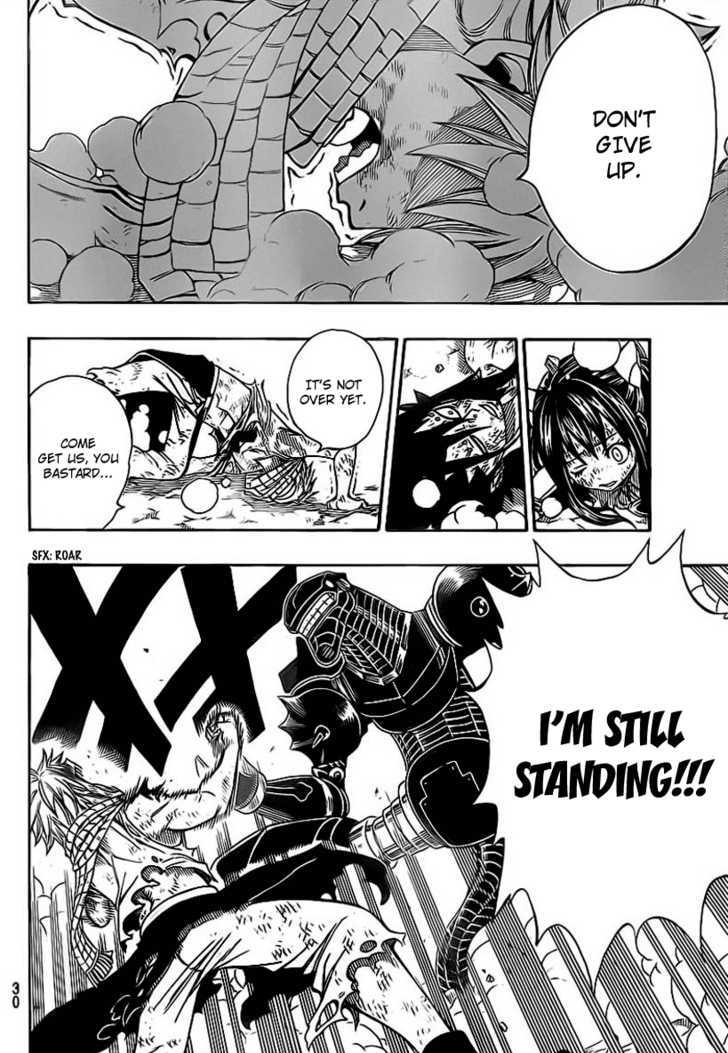 DON'T
GIVE
UP.
IT'S NOT
OVER YET.
COME
GET US, YOU
BASTARD...
SFX: ROAR
I'M STILL
STANDING!!!
30